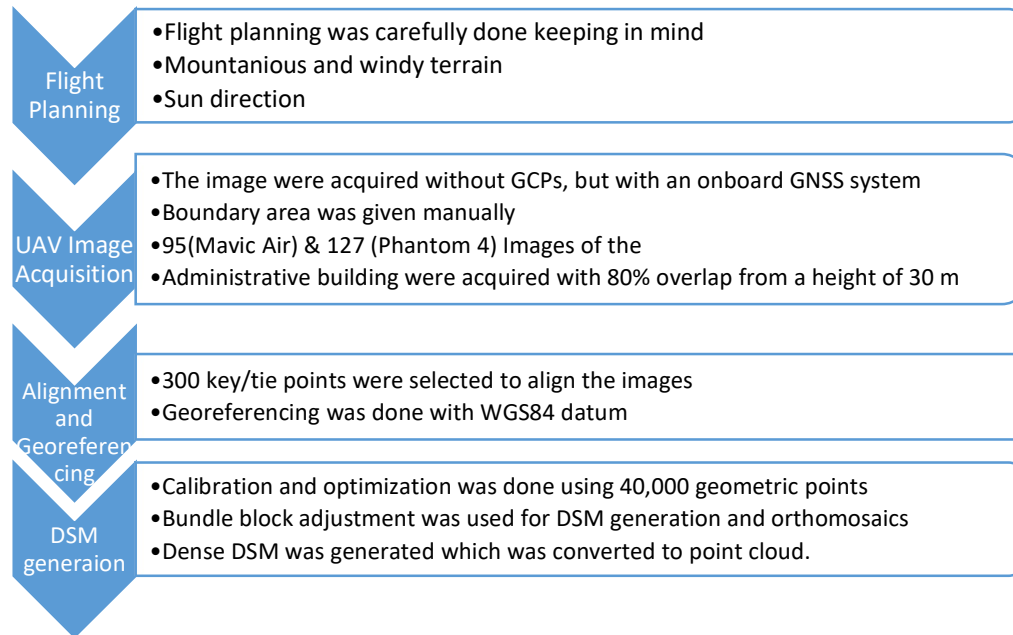 Flight
Planning
•Flight planning was carefully done keeping in mind
•Mountanious and windy terrain
•Sun direction
UAV Image
Acquisition
•The image were acquired without GCPs, but with an onboard GNSS system
•Boundary area was given manually
•95(Mavic Air) & 127 (Phantom 4) Images of the
•Administrative building were acquired with 80% overlap from a height of 30 m
Alignment
and
Georeferen
cing
•300 key/tie points were selected to align the images
•Georeferencing was done with WGS84 datum
DSM
generaion
•Calibration and optimization was done using 40,000 geometric points
•Bundle block adjustment was used for DSM generation and orthomosaics
•Dense DSM was generated which was converted to point cloud.